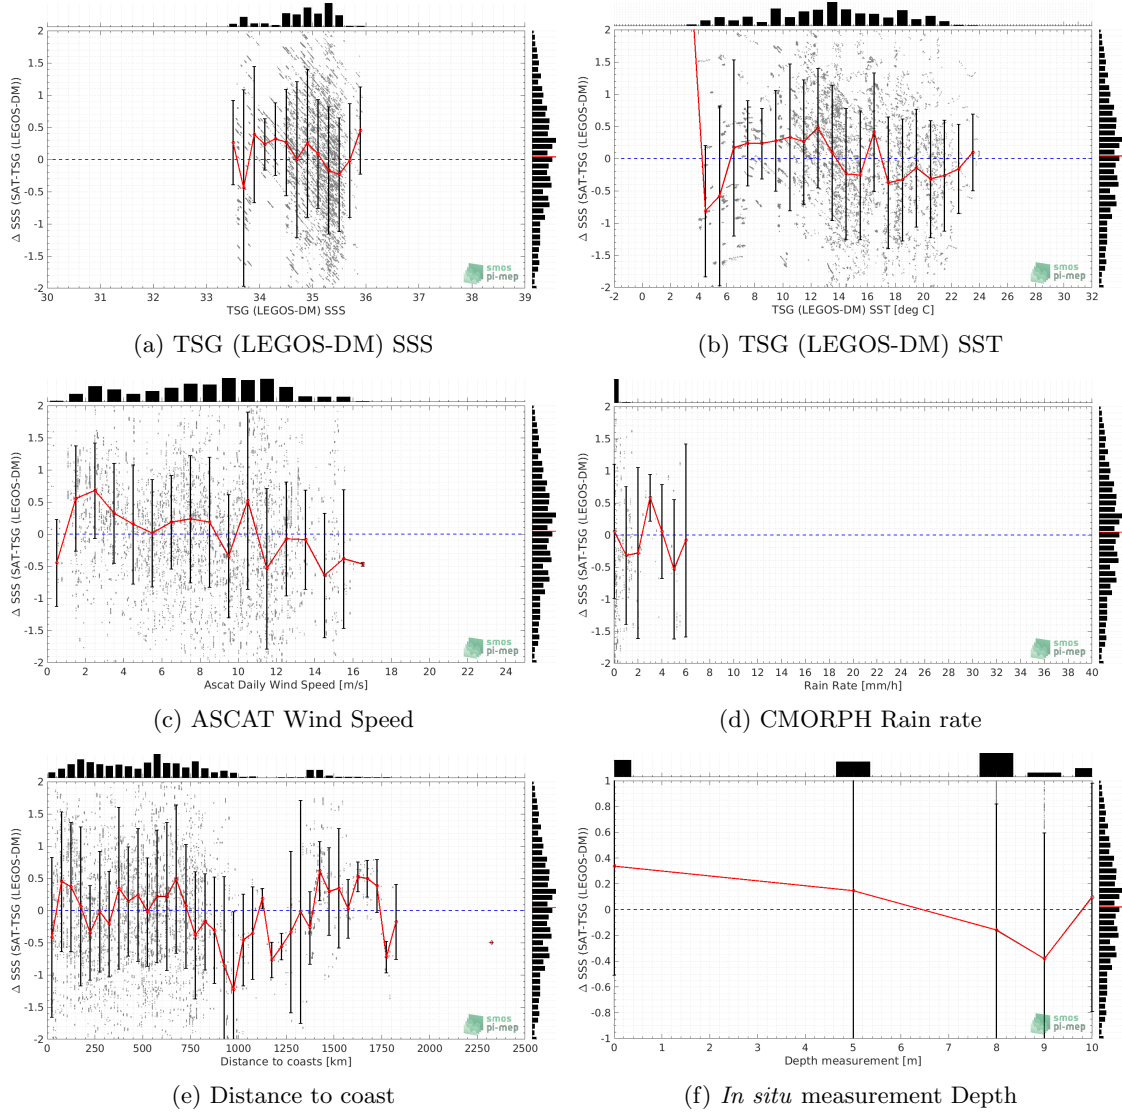 2
1.5
1
0.5
0
-0.5
-1
-1.5
-2
Δ SSS (SAT-TSG (LEGOS-DM))
30 31 32 33 34 35 36 37 38 39
TSG (LEGOS-DM) SSS
smos
pi-mep
(a) TSG (LEGOS-DM) SSS
2
1.5
1
0.5
0
-0.5
-1
-1.5
-2
Δ SSS (SAT-TSG (LEGOS-DM))
-2 0 2 4 6 8 10 12 14 16 18 20 22 24 26 28 30 32
TSG (LEGOS-DM) SST [deg C]
smos
pi-mep
(b) TSG (LEGOS-DM) SST
2
1.5
1
0.5
0
-0.5
-1
-1.5
-2
Δ SSS (SAT-TSG (LEGOS-DM))
0 2 4 6 8 10 12 14 16 18 20 22 24
Ascat Daily Wind Speed [m/s]
smos
pi-mep
(c) ASCAT Wind Speed
2
1.5
1
0.5
0
-0.5
-1
-1.5
-2
Δ SSS (SAT-TSG (LEGOS-DM))
0 2 4 6 8 10 12 14 16 18 20 22 24 26 28 30 32 34 36 38 40
Rain Rate [mm/h]
smos
pi-mep
(d) CMORPH Rain rate
2
1.5
1
0.5
0
-0.5
-1
-1.5
-2
Δ SSS (SAT-TSG (LEGOS-DM))
0 250 500 750 1000 1250 1500 1750 2000 2250 2500
Distance to coasts [km]
smos
pi-mep
(e) Distance to coast
1
0.8
0.6
0.4
0.2
0
-0.2
-0.4
-0.6
-0.8
-1
Δ SSS (SAT-TSG (LEGOS-DM))
0 1 2 3 4 5 6 7 8 9 10
Depth measurement [m]
smos
pi-mep
(f) In situ measurement Depth